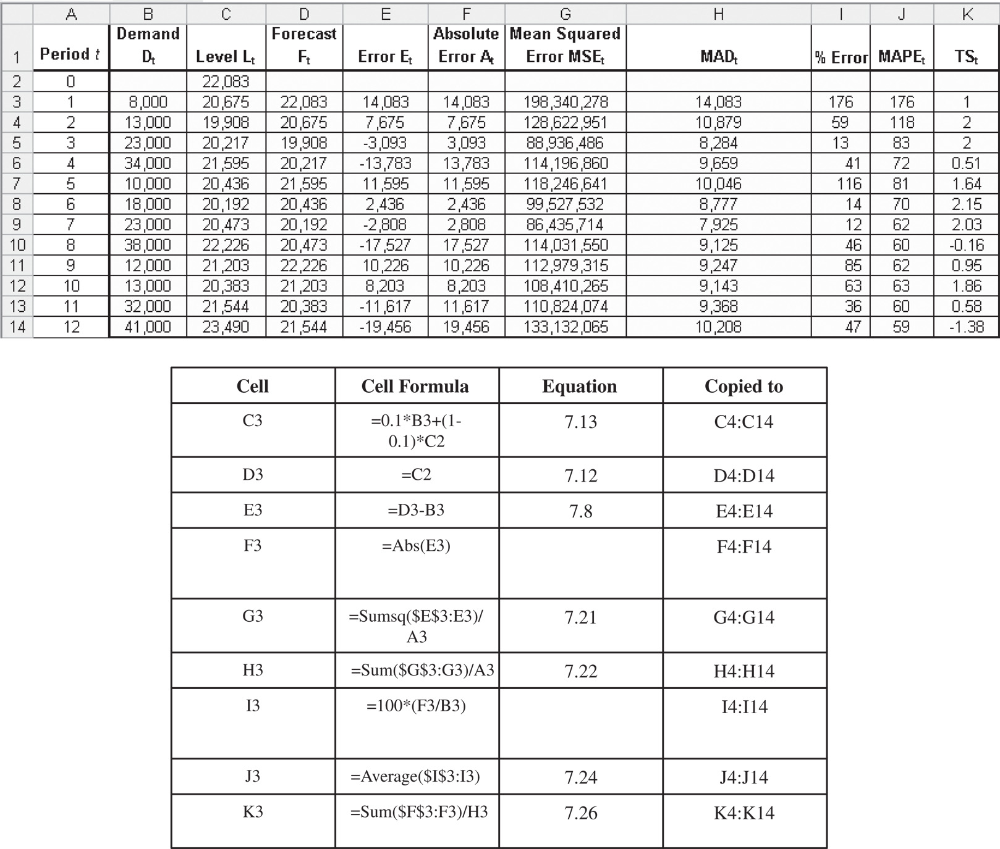 A B C D E F G H I J K
1 Period t Demand Dt Level Lt Forecast Ft Error Et Absolute Error At Mean Squared Error MSEt MADt % Error MAPEt TSt
2 0 22,083
3 1 8,000 20,675 22,083 14,083 14,083 198,340,278 14,083 176 176 1
4 2 13,000 19,908 20,675 7,675 7,675 128,622,951 10,879 59 118 2
5 3 23,000 20,217 19,908 -3,093 3,093 88,936,486 8,284 13 83 2
6 4 34,000 21,595 20,217 -13,783 13,783 114,196,860 9,659 41 72 0.51
7 5 10,000 20,436 21,595 11,595 11,595 118,246,641 10,046 116 81 1.64
8 6 18,000 20,192 20,436 2,436 2,436 99,527,532 8,777 14 70 2.15
9 7 23,000 20,473 20,192 -2,808 2,808 86,435,714 7,925 12 62 2.03
10 8 38,000 22,226 20,473 -17,527 17,527 114,031,550 9,125 46 60 -0.16
11 9 12,000 21,203 22,226 10,226 10,226 112,979,315 9,247 85 62 0.95
12 10 13,000 20,383 21,203 8,203 8,203 108,410,265 9,143 63 63 1.86
13 11 32,000 21,544 20,383 -11,617 11,617 110,824,074 9,368 36 60 0.58
14 12 41,000 23,490 21,544 -19,456 19,456 133,132,065 10,208 47 59 -1.38
Cell Cell Formula Equation Copied to
C3 =0.1*B3+(1- 7.13 C4:C14
0.1)*C2
D3 =C2 7.12 D4:D14
E3 =D3-B3 7.8 E4:E14
F3 =Abs(E3) F4:F14
G3 =Sumsq($E$3:E3)/ 7.21 G4:G14
A3
H3 =Sum($G$3:G3)/A3 7.22 H4:H14
I3 =100*(F3/B3) I4:I14
J3 =Average($I$3:I3) 7.24 J4:J14
K3 =Sum($F$3:F3)/H3 7.26 K4:K14